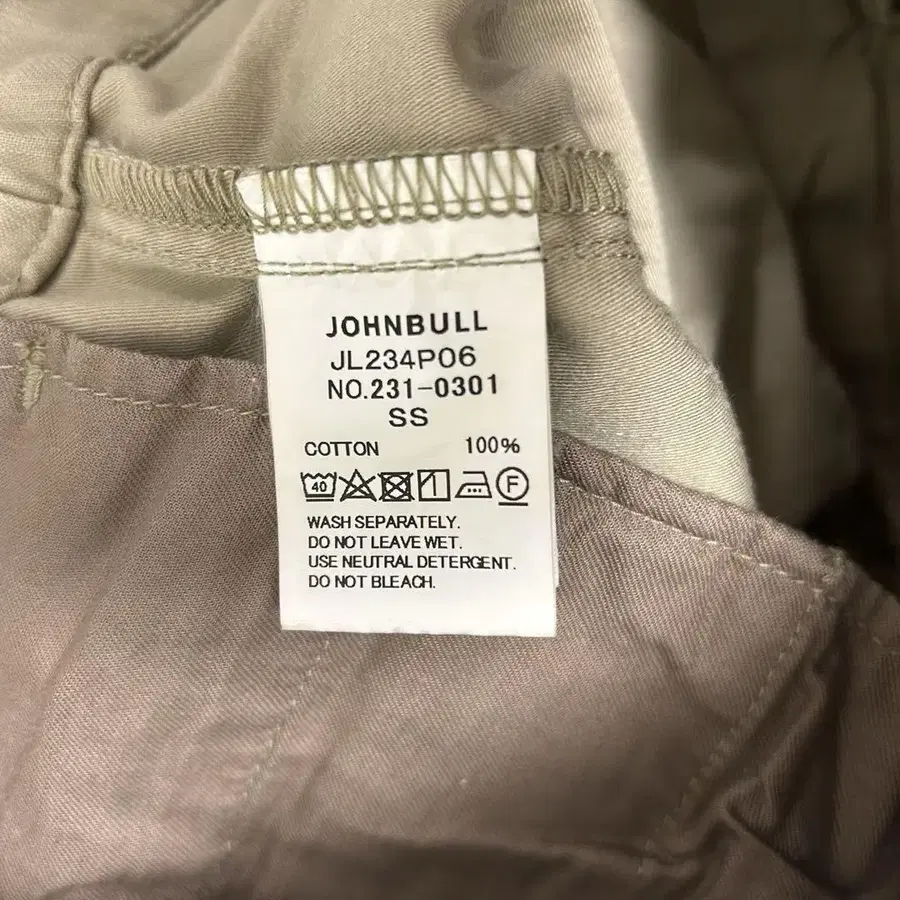 JOHNBULL
JL234P06
NO.231-0301
SS
COTTON 100%
40 F
WASH SEPARATELY.
DO NOT LEAVE WET.
USE NEUTRAL DETERGENT.
DO NOT BLEACH.